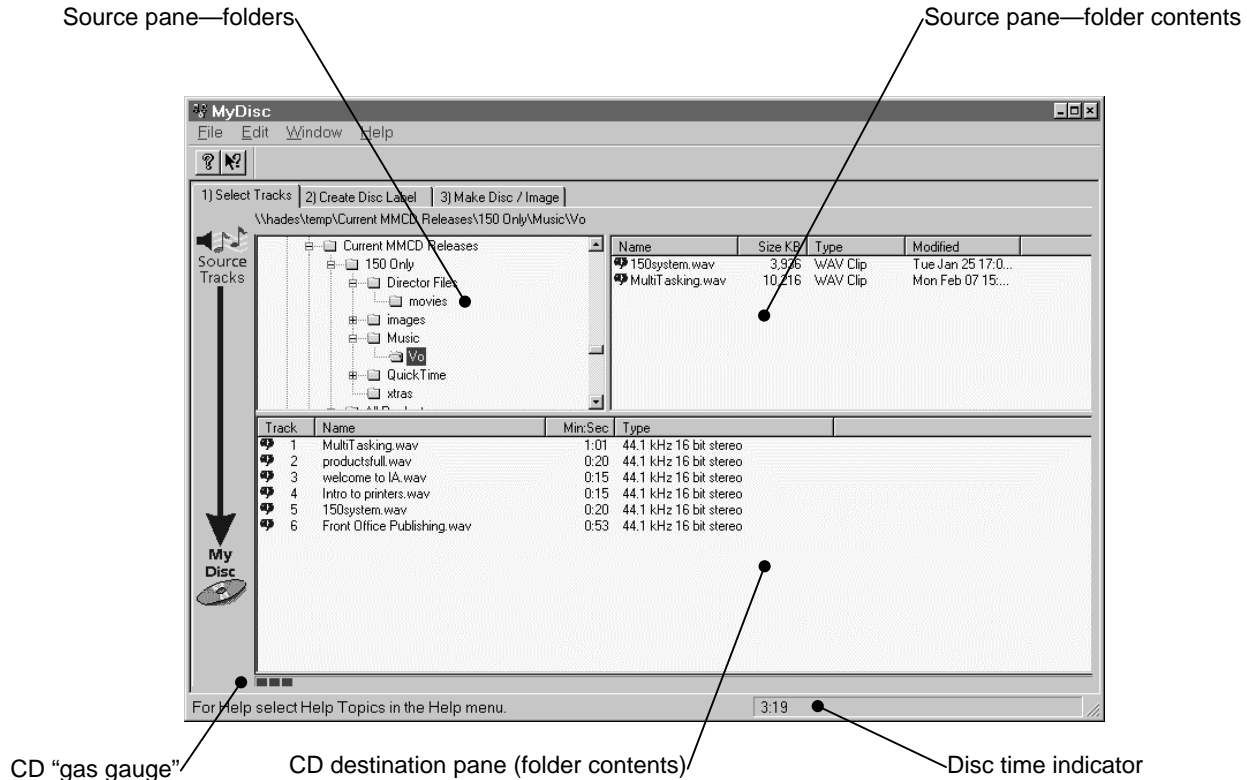 Source pane—folders
Source pane—folder contents
MyDisc
File Edit Window Help
1) Select Tracks 2) Create Disc Label 3) Make Disc / Image
\\hades\temp\Current MMCD Releases\150 Only\Music\Vo
Source
Tracks
Current MMCD Releases
150 Only
Director Files
movies
images
Music
Vo
QuickTime
xtras
Name Size KB Type Modified
150system.wav 3,936 WAV Clip Tue Jan 25 17:0...
MultiTasking.wav 10,216 WAV Clip Mon Feb 07 15:...
Track Name Min:Sec Type
1 MultiTasking.wav 1:01 44.1 kHz 16 bit stereo
2 productsfull.wav 0:20 44.1 kHz 16 bit stereo
3 welcome to IA.wav 0:15 44.1 kHz 16 bit stereo
4 Intro to printers.wav 0:15 44.1 kHz 16 bit stereo
5 150system.wav 0:20 44.1 kHz 16 bit stereo
6 Front Office Publishing.wav 0:53 44.1 kHz 16 bit stereo
My
Disc
For Help select Help Topics in the Help menu.
3:19
CD “gas gauge”
CD destination pane (folder contents)
Disc time indicator